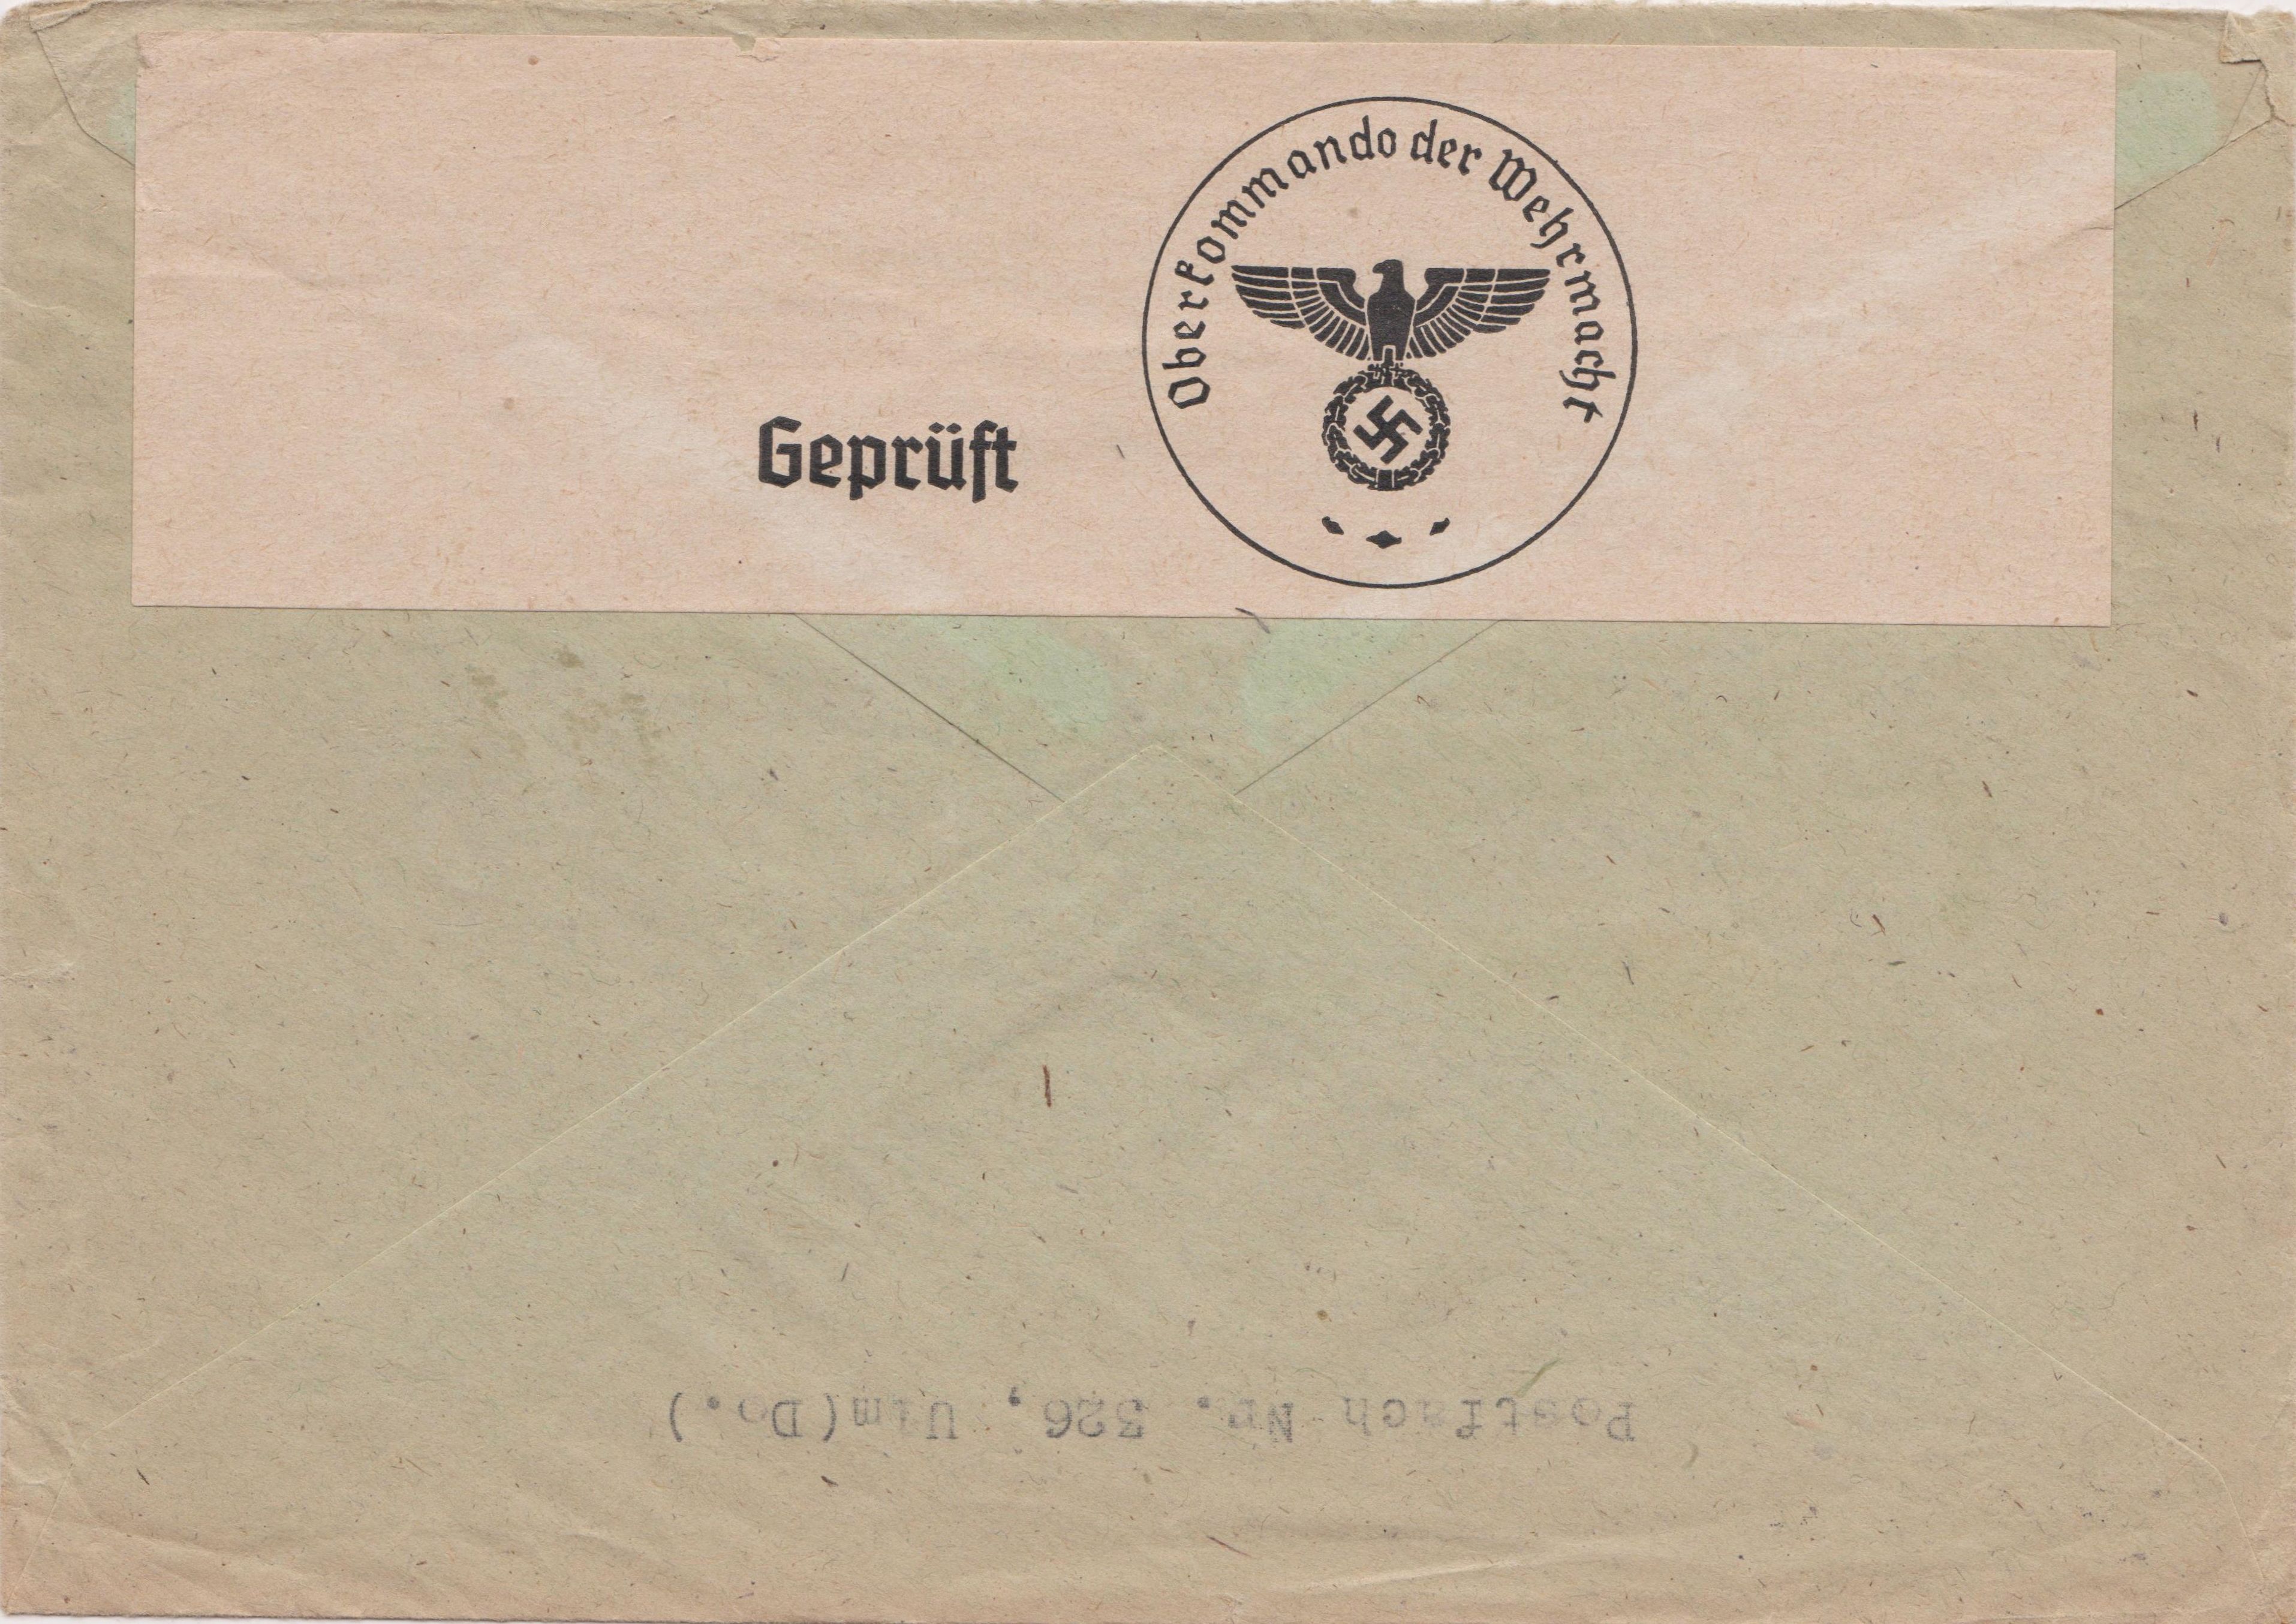 Oberkommando der Wehrmacht
Geprüft
Postfach Nr. 326, Ulm(Do.)